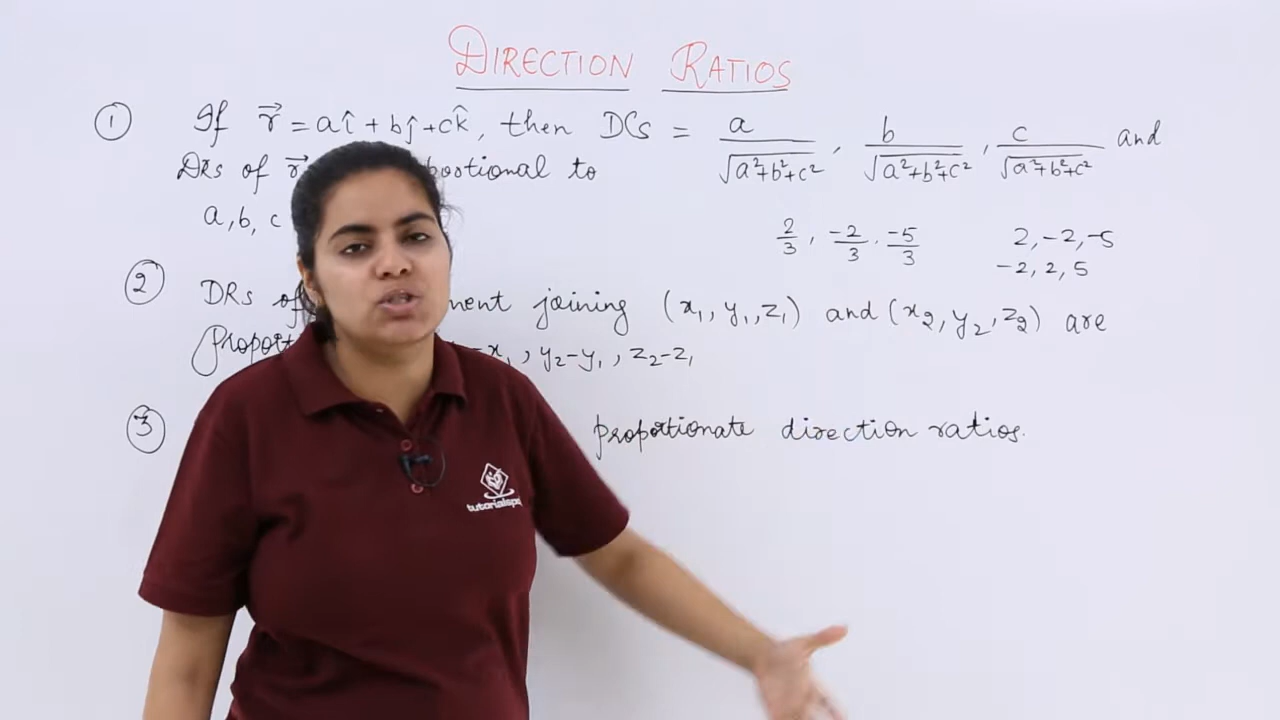 DIRECTION RATIOS
① If r⃗ = aî + bĵ + ck̂, then DCs = a/√a²+b²+c², b/√a²+b²+c², c/√a²+b²+c² and
DRs of r⃗ portional to
a, b, c
2/3, -2/3, -5/3 2, -2, -5
-2, 2, 5
② DRs of ment joining (x₁, y₁, z₁) and (x₂, y₂, z₂) are
Proport -x₁, y₂-y₁, z₂-z₁
③ proportionate direction ratios.
tutorialspo